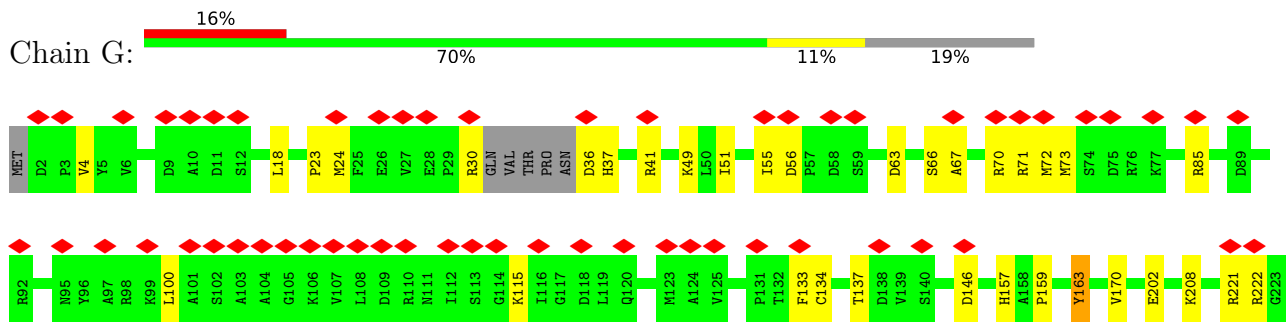 16%
Chain G:
70% 11% 19%
MET D2 P3 V4 Y5 V6 D9 A10 D11 S12 L18 P23 M24 F25 E26 V27 E28 P29 R30 GLN VAL THR PRO ASN D36 H37 R41 K49 L50 I51 I55 D56 P57 D58 S59 D63 S66 A67 R70 R71 M72 M73 S74 D75 R76 K77 R85 D89
R92 N95 Y96 A97 R98 K99 L100 A101 S102 A103 A104 G105 K106 V107 L108 D109 R110 N111 I112 S113 G114 K115 I116 G117 D118 L119 Q120 M123 A124 V125 P131 T132 F133 C134 T137 D138 V139 S140 D146 H157 A158 P159 Y163 V170 E202 K208 R221 R222 G223